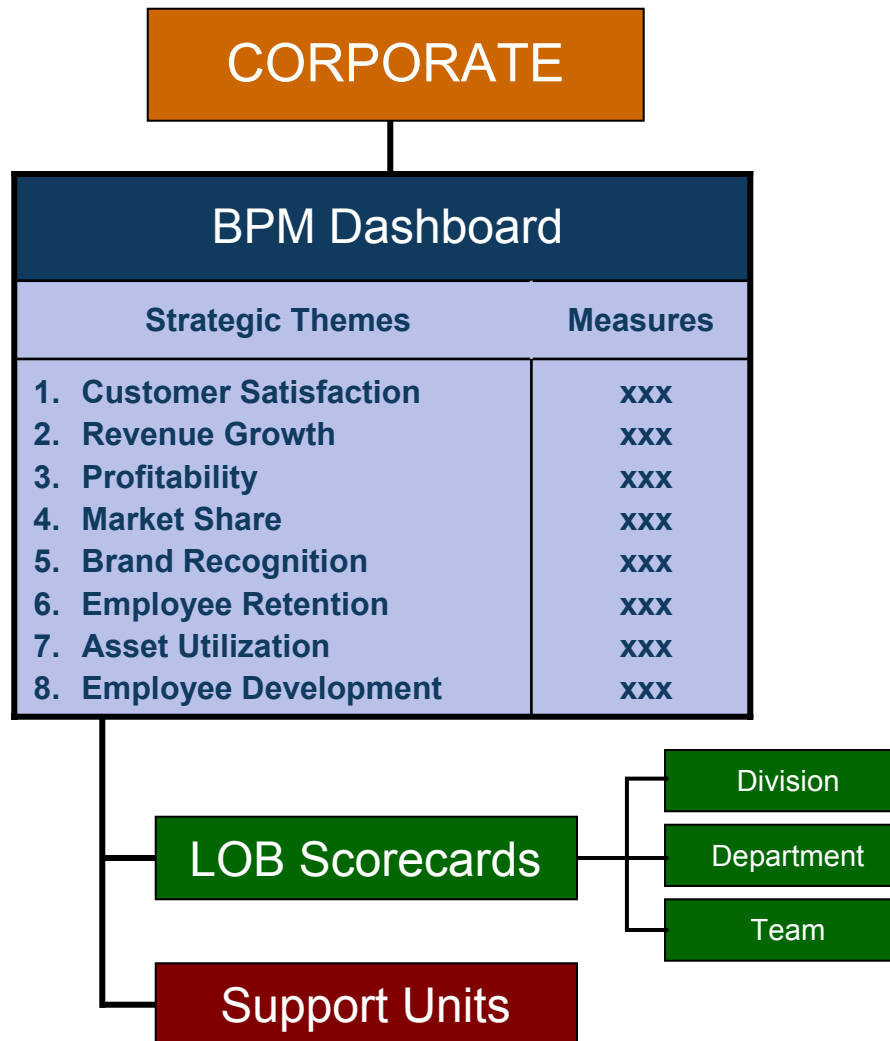 CORPORATE
BPM Dashboard
Strategic Themes Measures
1. Customer Satisfaction xxx
2. Revenue Growth xxx
3. Profitability xxx
4. Market Share xxx
5. Brand Recognition xxx
6. Employee Retention xxx
7. Asset Utilization xxx
8. Employee Development xxx
Division
LOB Scorecards
Department
Team
Support Units